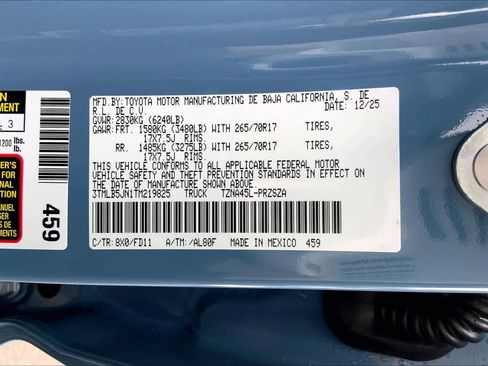 MFD.BY: TOYOTA MOTOR MANUFACTURING DE BAJA CALIFORNIA, S. DE
R.L. DE C.V.
DATE: 12/25
GVWR: 2830KG (6240LB)
GAWR: FRT. 1580KG (3480LB) WITH 265/70R17 TIRES,
17X7.5J RIMS.
RR. 1485KG (3275LB) WITH 265/70R17 TIRES,
17X7.5J RIMS.
THIS VEHICLE CONFORMS TO ALL APPLICABLE FEDERAL MOTOR
VEHICLE SAFETY AND THEFT PREVENTION STANDARDS IN EFFECT ON
THE DATE OF MANUFACTURE SHOWN ABOVE.
3TMLB5JN1TM219825 TRUCK TZNA45L-PRZSZA
C/TR: 8X0/FD11 A/TM: /AL80F MADE IN MEXICO 459
459
3
1200 lbs.